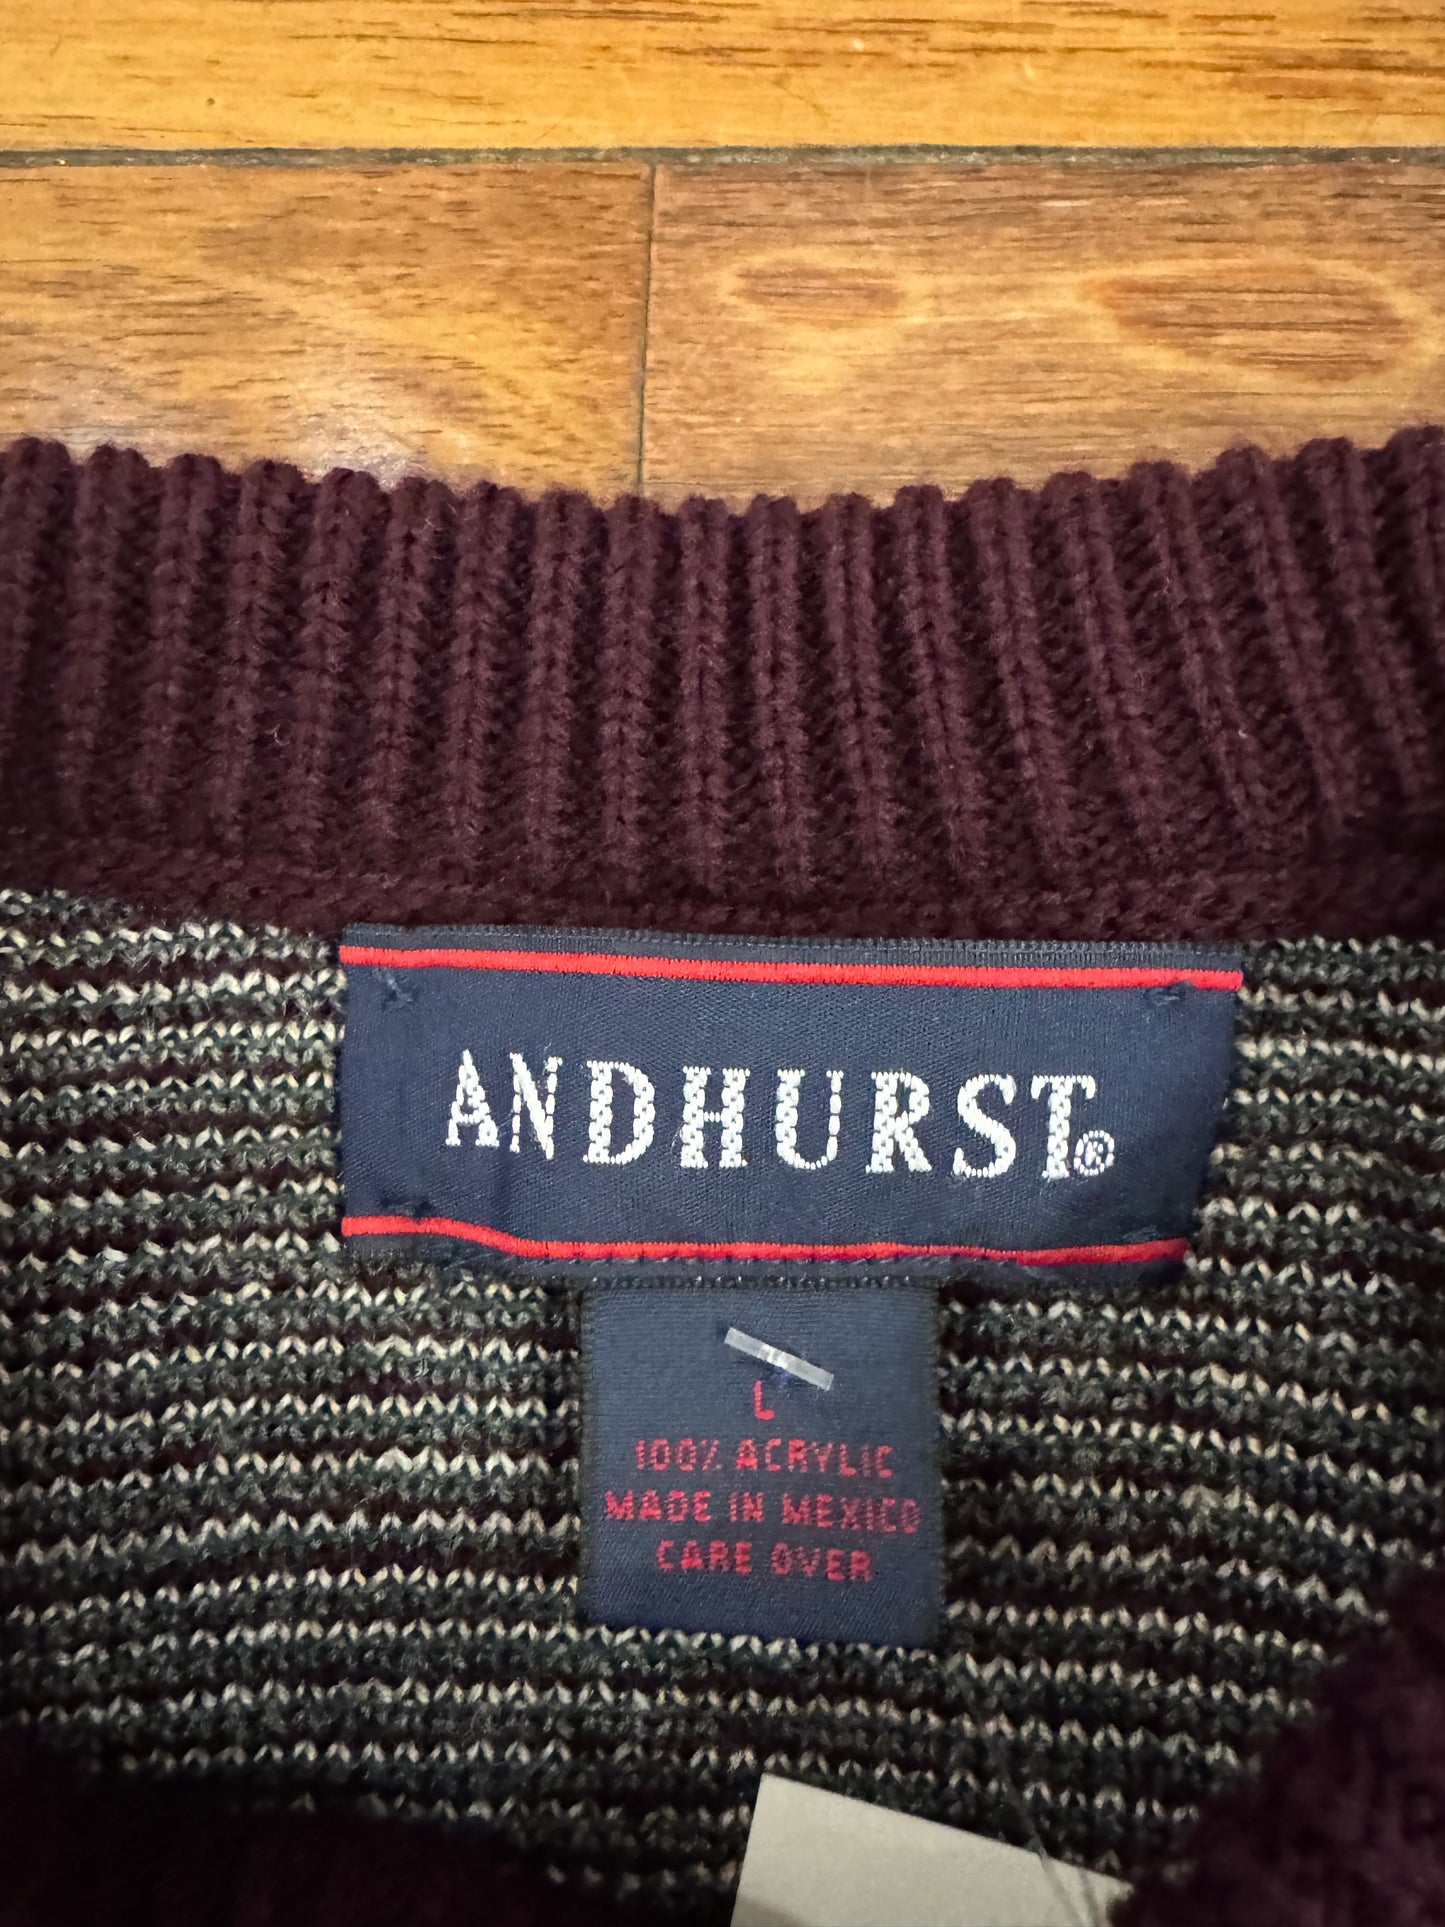 ANDHURST®
L
100% ACRYLIC
MADE IN MEXICO
CARE OVER